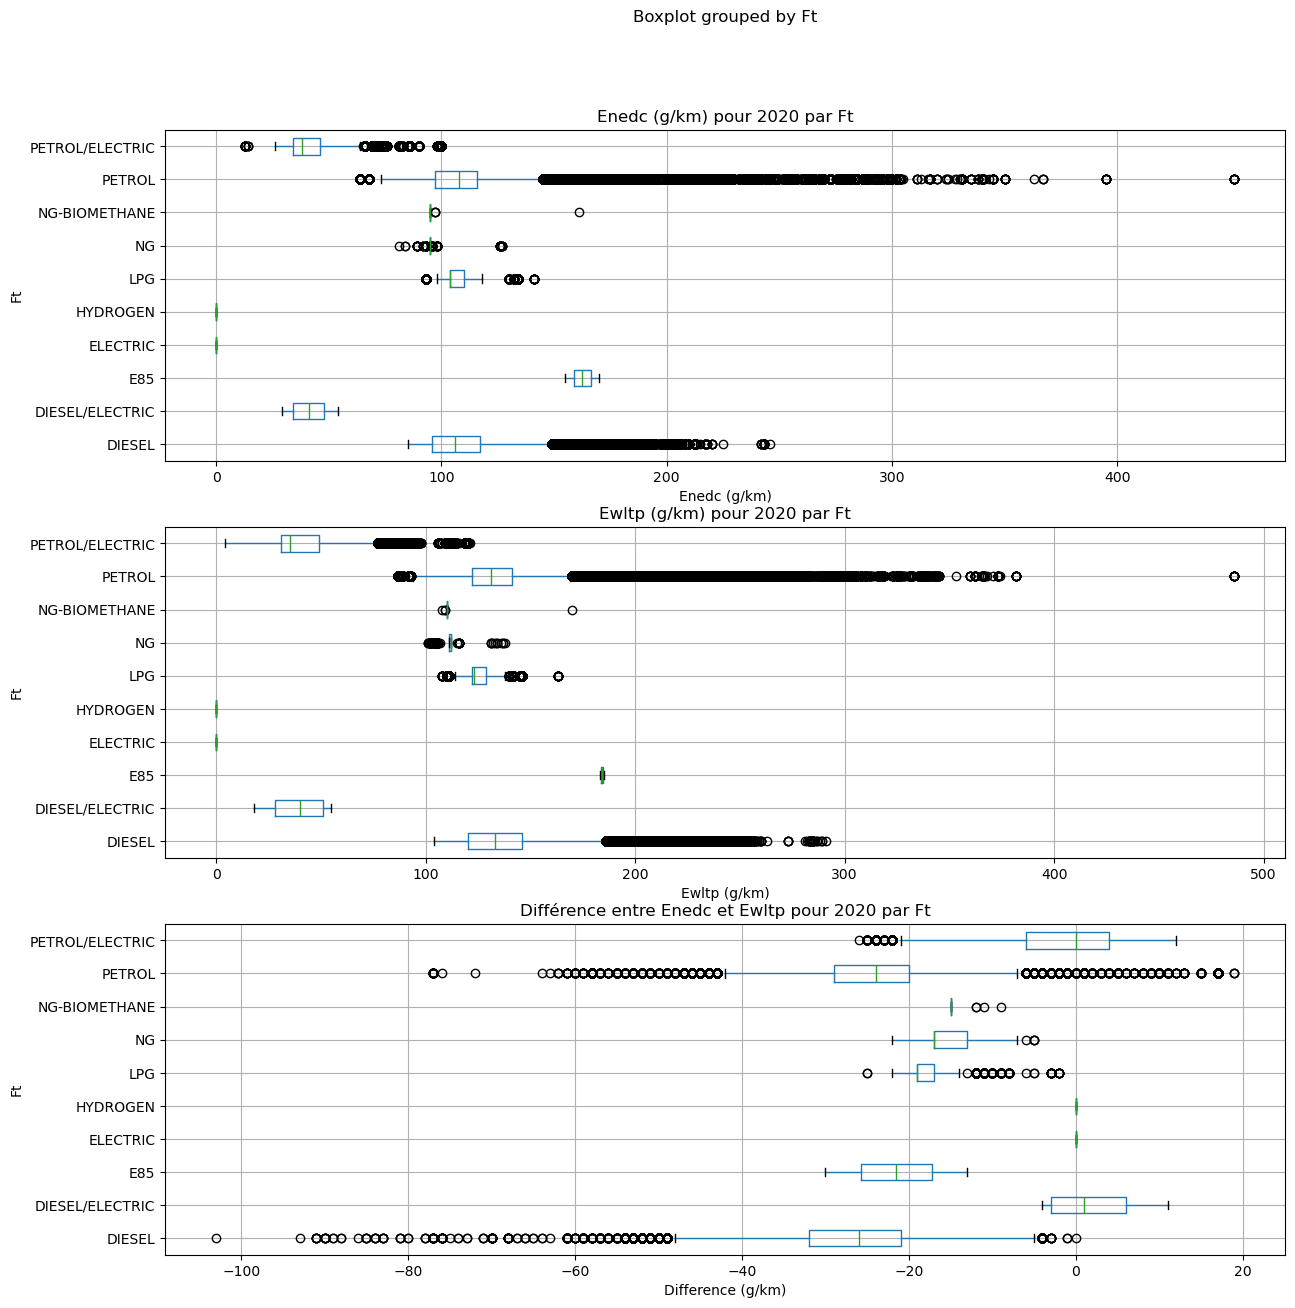 Boxplot grouped by Ft
Enedc (g/km) pour 2020 par Ft
PETROL/ELECTRIC
PETROL
NG-BIOMETHANE
NG
LPG
HYDROGEN
ELECTRIC
E85
DIESEL/ELECTRIC
DIESEL
Ft
0 100 200 300 400
Enedc (g/km)
Ewltp (g/km) pour 2020 par Ft
PETROL/ELECTRIC
PETROL
NG-BIOMETHANE
NG
LPG
HYDROGEN
ELECTRIC
E85
DIESEL/ELECTRIC
DIESEL
Ft
0 100 200 300 400 500
Ewltp (g/km)
Différence entre Enedc et Ewltp pour 2020 par Ft
PETROL/ELECTRIC
PETROL
NG-BIOMETHANE
NG
LPG
HYDROGEN
ELECTRIC
E85
DIESEL/ELECTRIC
DIESEL
Ft
−100 −80 −60 −40 −20 0 20
Difference (g/km)